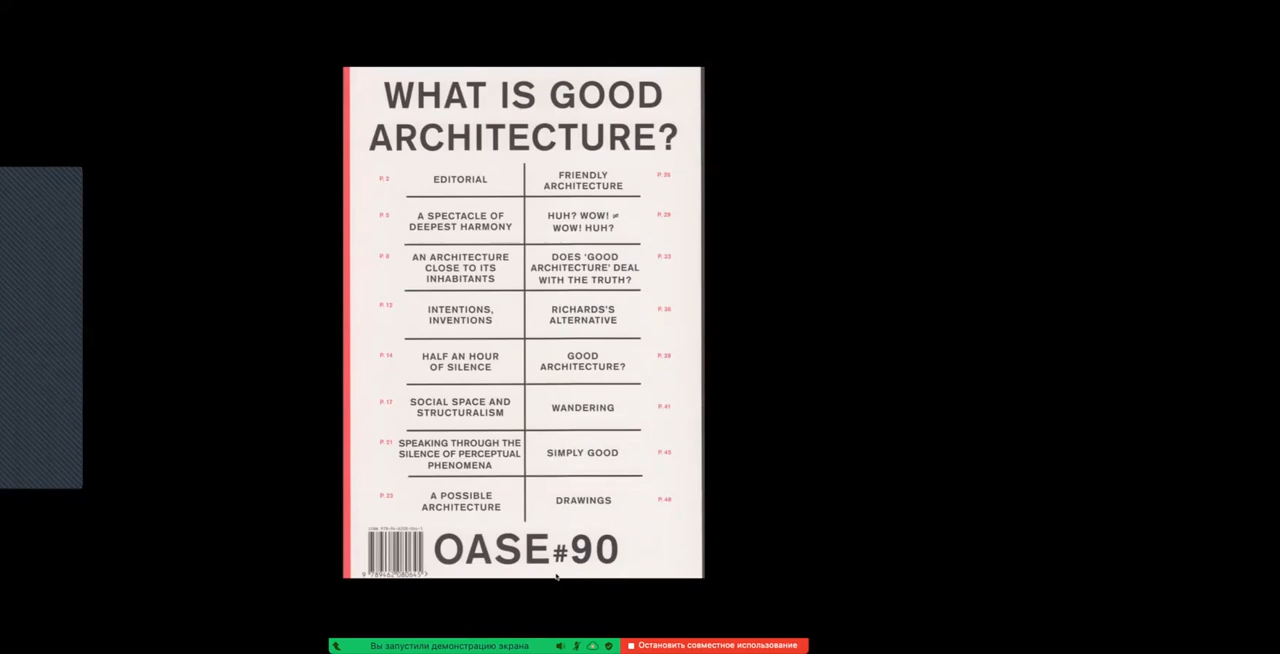 WHAT IS GOOD
ARCHITECTURE?
P. 2
EDITORIAL
FRIENDLY
ARCHITECTURE
P. 26
P. 5
A SPECTACLE OF
DEEPEST HARMONY
HUH? WOW! ≠
WOW! HUH?
P. 29
P. 8
AN ARCHITECTURE
CLOSE TO ITS
INHABITANTS
DOES ‘GOOD
ARCHITECTURE’ DEAL
WITH THE TRUTH?
P. 33
P. 12
INTENTIONS,
INVENTIONS
RICHARDS'S
ALTERNATIVE
P. 14
HALF AN HOUR
OF SILENCE
GOOD
ARCHITECTURE?
P. 17
SOCIAL SPACE AND
STRUCTURALISM
WANDERING
P. 41
P. 21
SPEAKING THROUGH THE
SILENCE OF PERCEPTUAL
PHENOMENA
SIMPLY GOOD
P. 45
P. 23
A POSSIBLE
ARCHITECTURE
DRAWINGS
P. 48
OASE#90
9 789462 080645 >
Вы запустили демонстрацию экрана
Остановить совместное использование